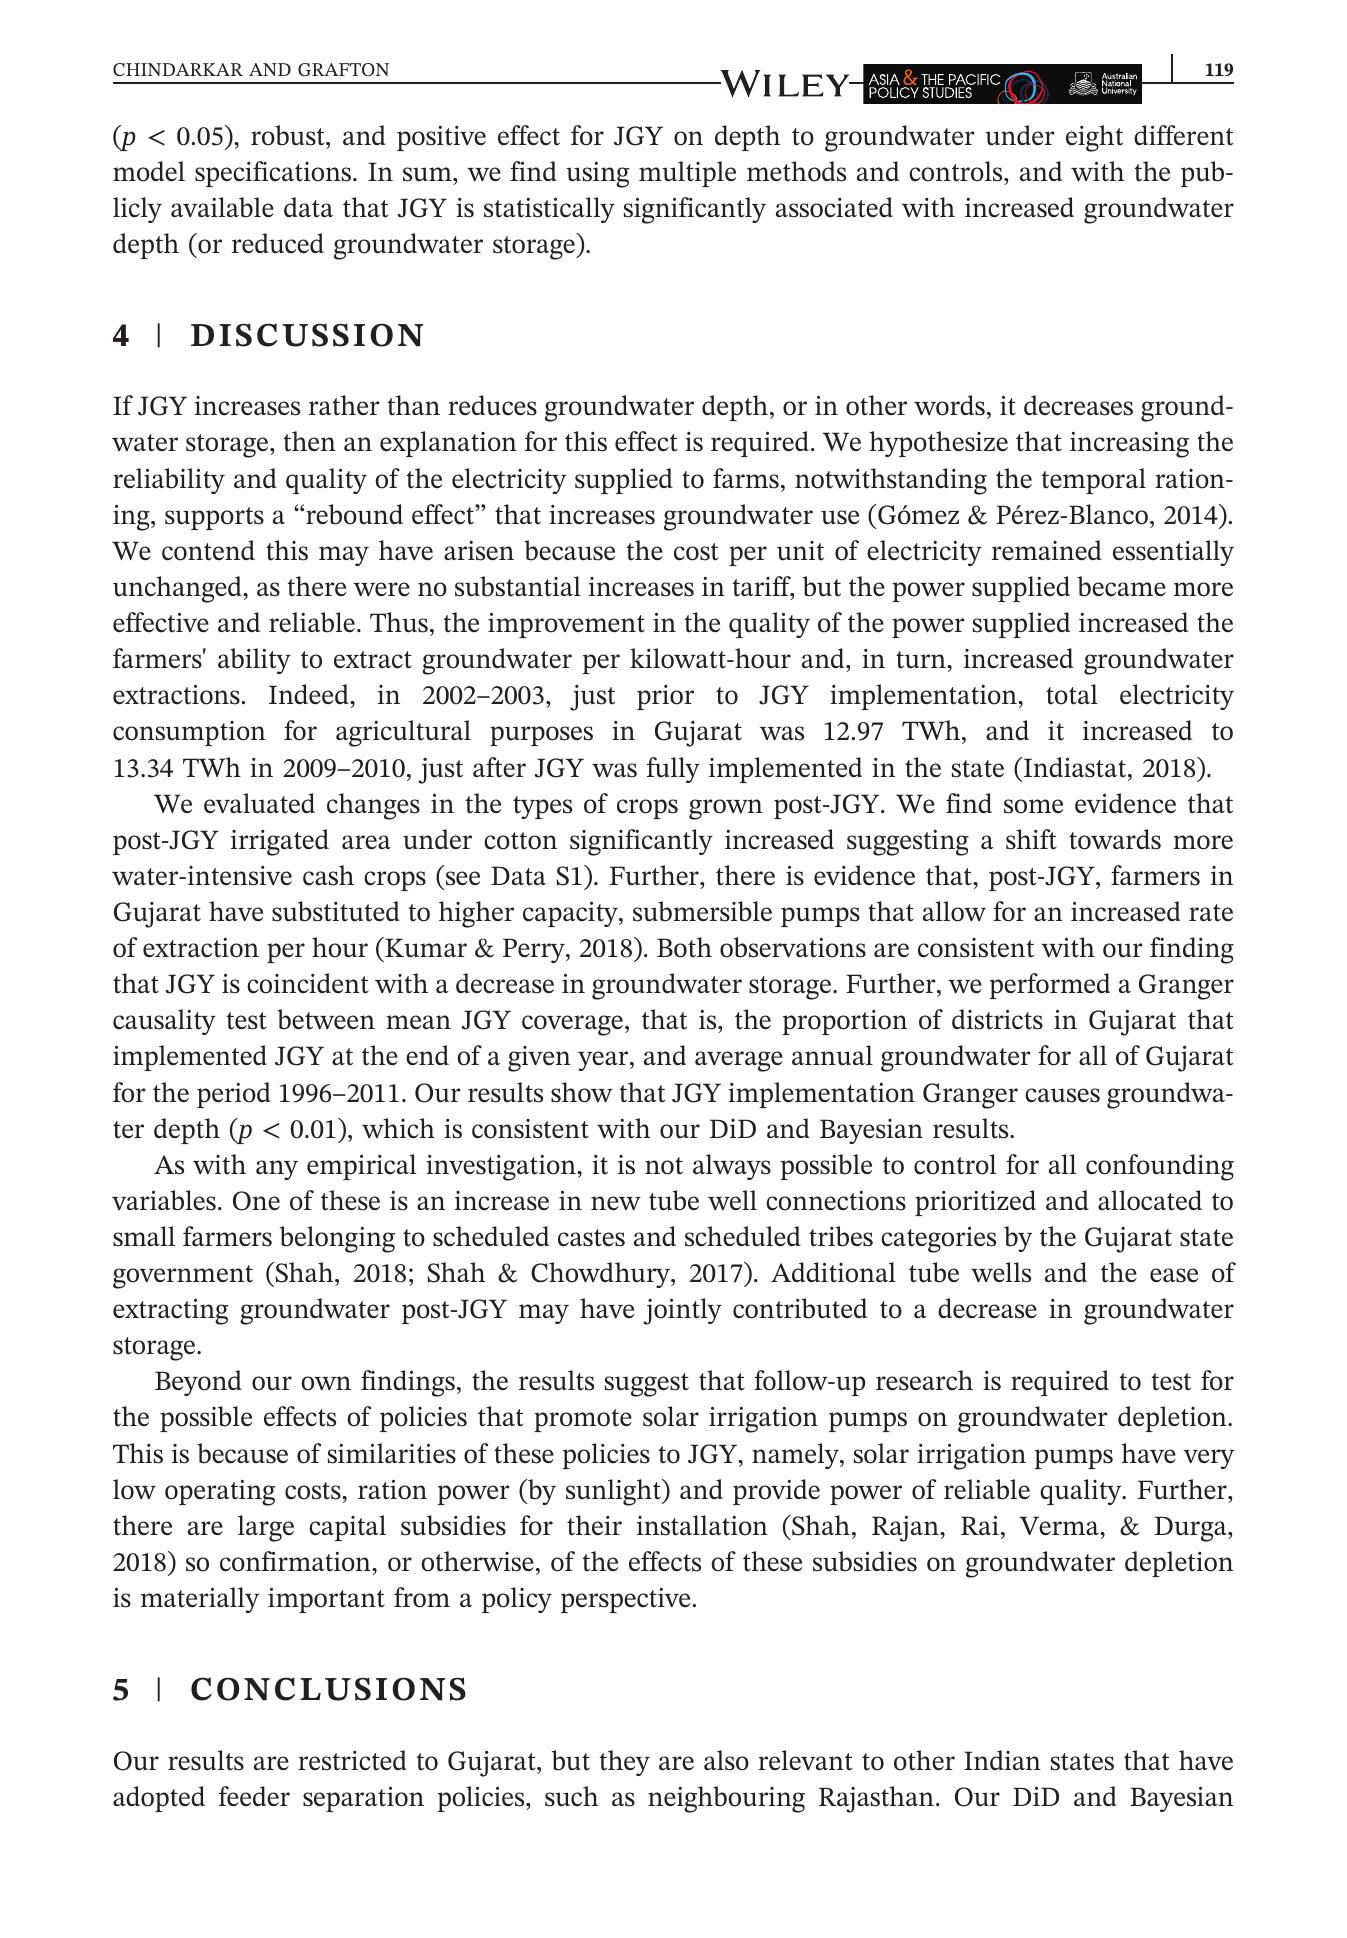 CHINDARKAR AND GRAFTON
WILEY
ASIA & THE PACIFIC
POLICY STUDIES
Australian
National
University
119
(p < 0.05), robust, and positive effect for JGY on depth to groundwater under eight different
model specifications. In sum, we find using multiple methods and controls, and with the pub-
licly available data that JGY is statistically significantly associated with increased groundwater
depth (or reduced groundwater storage).
4 | DISCUSSION
If JGY increases rather than reduces groundwater depth, or in other words, it decreases ground-
water storage, then an explanation for this effect is required. We hypothesize that increasing the
reliability and quality of the electricity supplied to farms, notwithstanding the temporal ration-
ing, supports a “rebound effect” that increases groundwater use (Gómez & Pérez-Blanco, 2014).
We contend this may have arisen because the cost per unit of electricity remained essentially
unchanged, as there were no substantial increases in tariff, but the power supplied became more
effective and reliable. Thus, the improvement in the quality of the power supplied increased the
farmers' ability to extract groundwater per kilowatt-hour and, in turn, increased groundwater
extractions. Indeed, in 2002–2003, just prior to JGY implementation, total electricity
consumption for agricultural purposes in Gujarat was 12.97 TWh, and it increased to
13.34 TWh in 2009–2010, just after JGY was fully implemented in the state (Indiastat, 2018).
We evaluated changes in the types of crops grown post-JGY. We find some evidence that
post-JGY irrigated area under cotton significantly increased suggesting a shift towards more
water-intensive cash crops (see Data S1). Further, there is evidence that, post-JGY, farmers in
Gujarat have substituted to higher capacity, submersible pumps that allow for an increased rate
of extraction per hour (Kumar & Perry, 2018). Both observations are consistent with our finding
that JGY is coincident with a decrease in groundwater storage. Further, we performed a Granger
causality test between mean JGY coverage, that is, the proportion of districts in Gujarat that
implemented JGY at the end of a given year, and average annual groundwater for all of Gujarat
for the period 1996–2011. Our results show that JGY implementation Granger causes groundwa-
ter depth (p < 0.01), which is consistent with our DiD and Bayesian results.
As with any empirical investigation, it is not always possible to control for all confounding
variables. One of these is an increase in new tube well connections prioritized and allocated to
small farmers belonging to scheduled castes and scheduled tribes categories by the Gujarat state
government (Shah, 2018; Shah & Chowdhury, 2017). Additional tube wells and the ease of
extracting groundwater post-JGY may have jointly contributed to a decrease in groundwater
storage.
Beyond our own findings, the results suggest that follow-up research is required to test for
the possible effects of policies that promote solar irrigation pumps on groundwater depletion.
This is because of similarities of these policies to JGY, namely, solar irrigation pumps have very
low operating costs, ration power (by sunlight) and provide power of reliable quality. Further,
there are large capital subsidies for their installation (Shah, Rajan, Rai, Verma, & Durga,
2018) so confirmation, or otherwise, of the effects of these subsidies on groundwater depletion
is materially important from a policy perspective.
5 | CONCLUSIONS
Our results are restricted to Gujarat, but they are also relevant to other Indian states that have
adopted feeder separation policies, such as neighbouring Rajasthan. Our DiD and Bayesian